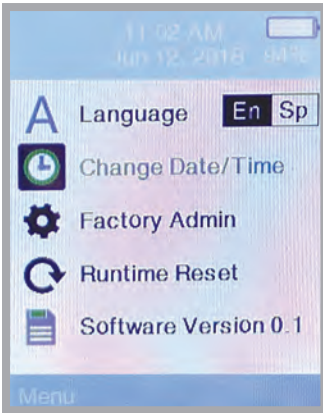 11:02 AM
Jun 12, 2018 94%
A Language En Sp
Change Date/Time
Factory Admin
Runtime Reset
Software Version 0.1
Menu